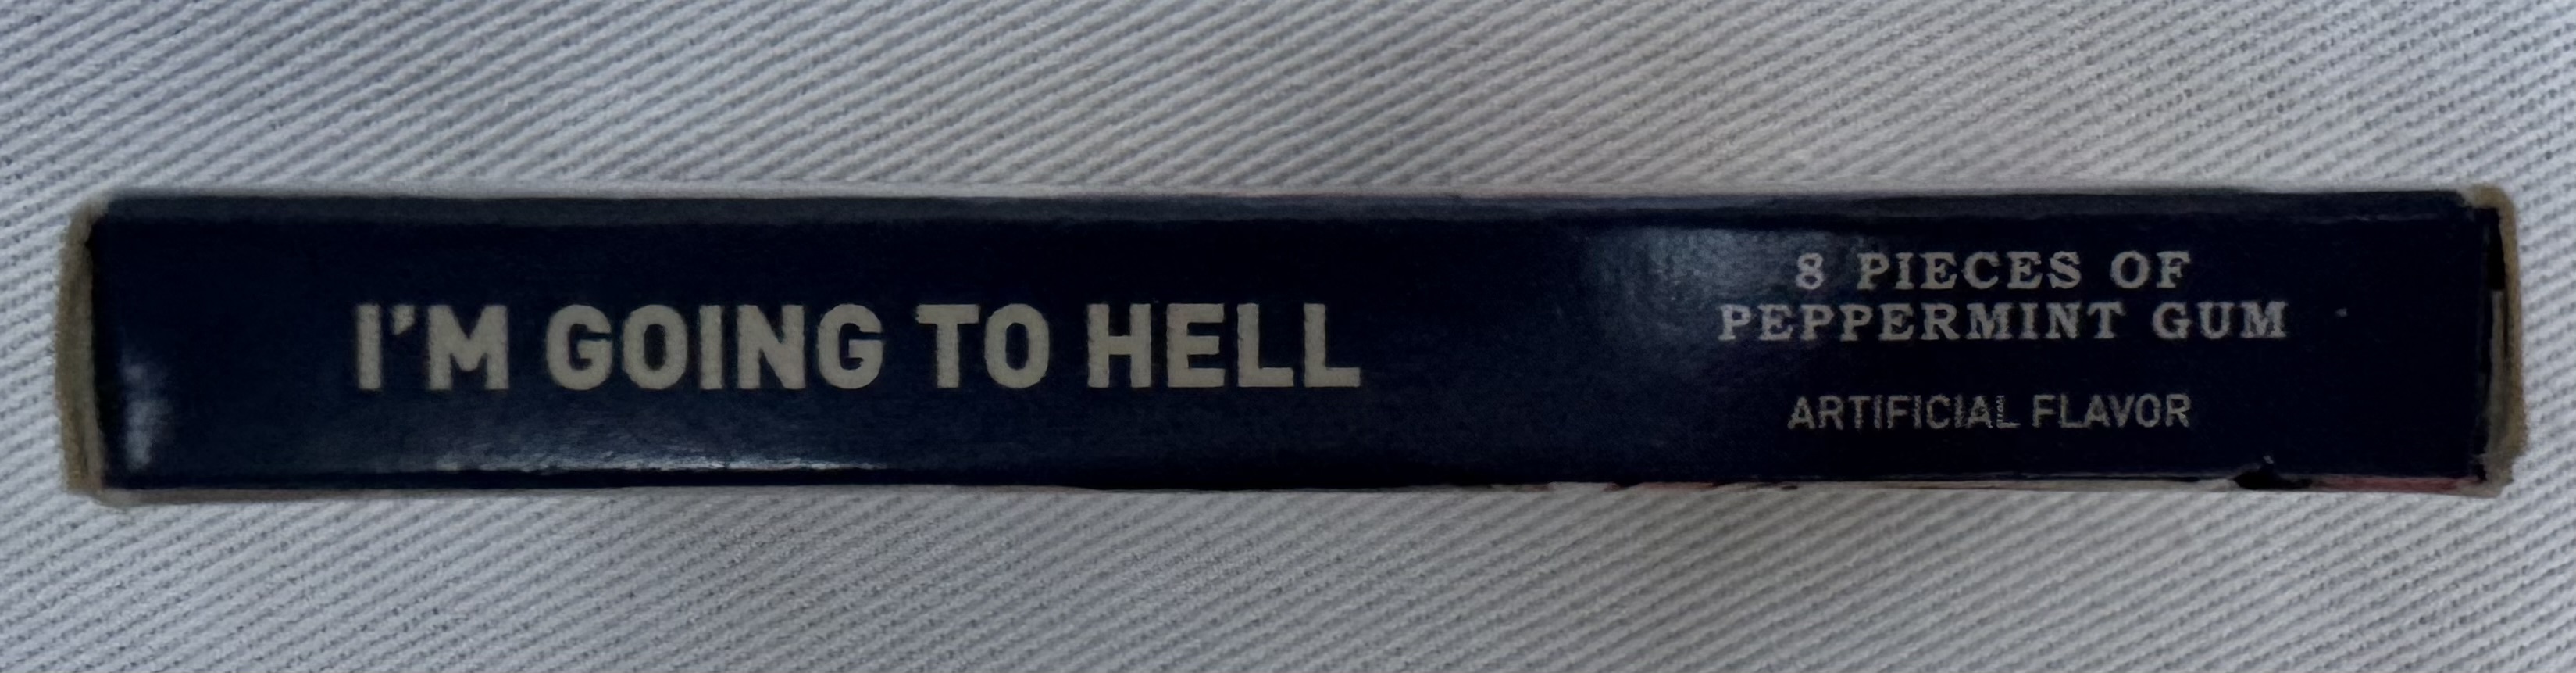 I'M GOING TO HELL
8 PIECES OF
PEPPERMINT GUM
ARTIFICIAL FLAVOR